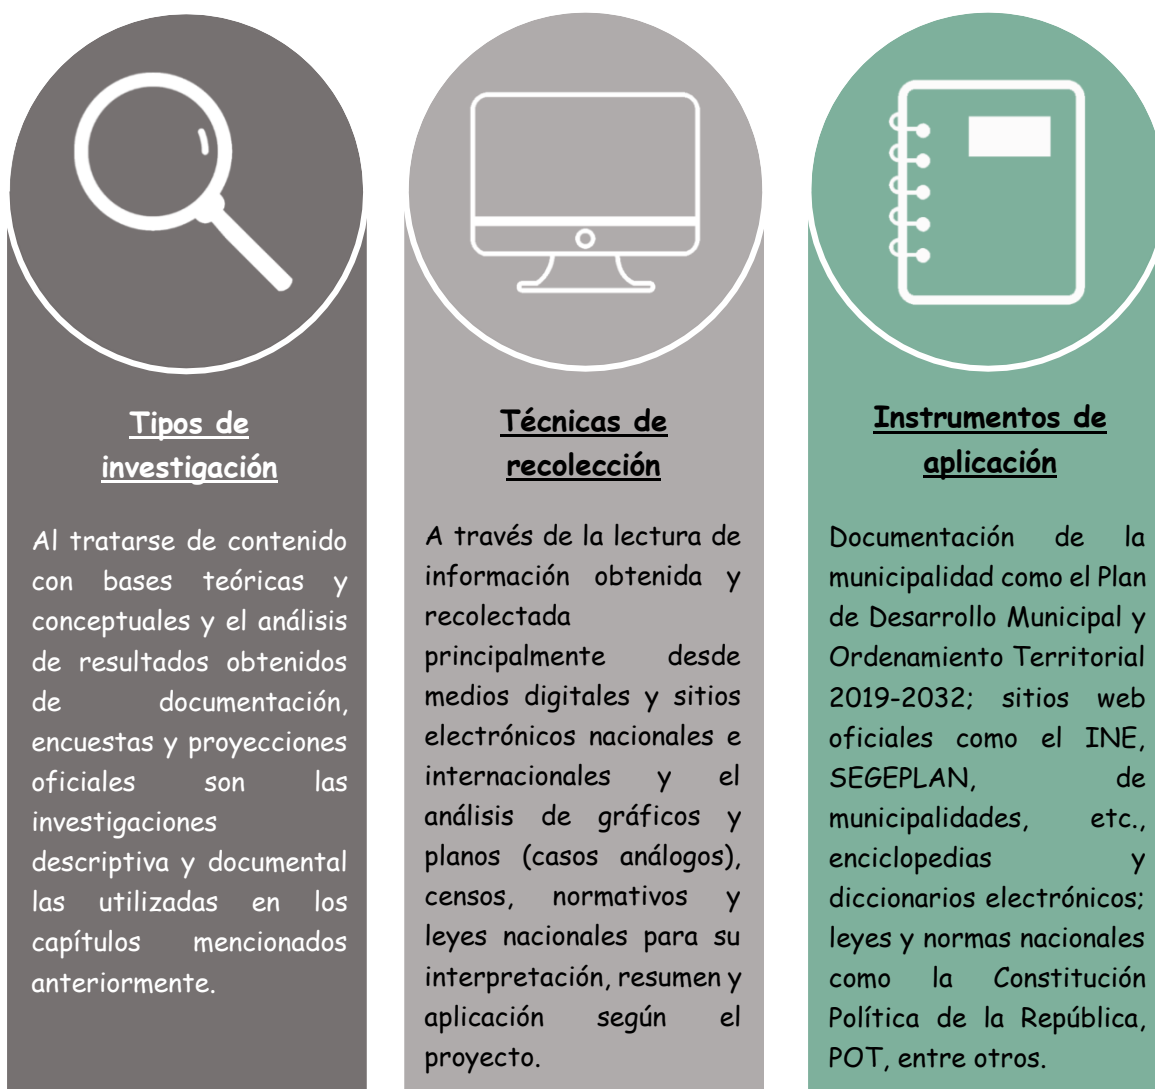 Tipos de
investigación
Al tratarse de contenido
con bases teóricas y
conceptuales y el análisis
de resultados obtenidos
de documentación,
encuestas y proyecciones
oficiales son las
investigaciones
descriptiva y documental
las utilizadas en los
capítulos mencionados
anteriormente.
Técnicas de
recolección
A través de la lectura de
información obtenida y
recolectada
principalmente desde
medios digitales y sitios
electrónicos nacionales e
internacionales y el
análisis de gráficos y
planos (casos análogos),
censos, normativos y
leyes nacionales para su
interpretación, resumen y
aplicación según el
proyecto.
Instrumentos de
aplicación
Documentación de la
municipalidad como el Plan
de Desarrollo Municipal y
Ordenamiento Territorial
2019-2032; sitios web
oficiales como el INE,
SEGEPLAN, de
municipalidades, etc.,
enciclopedias y
diccionarios electrónicos;
leyes y normas nacionales
como la Constitución
Política de la República,
POT, entre otros.